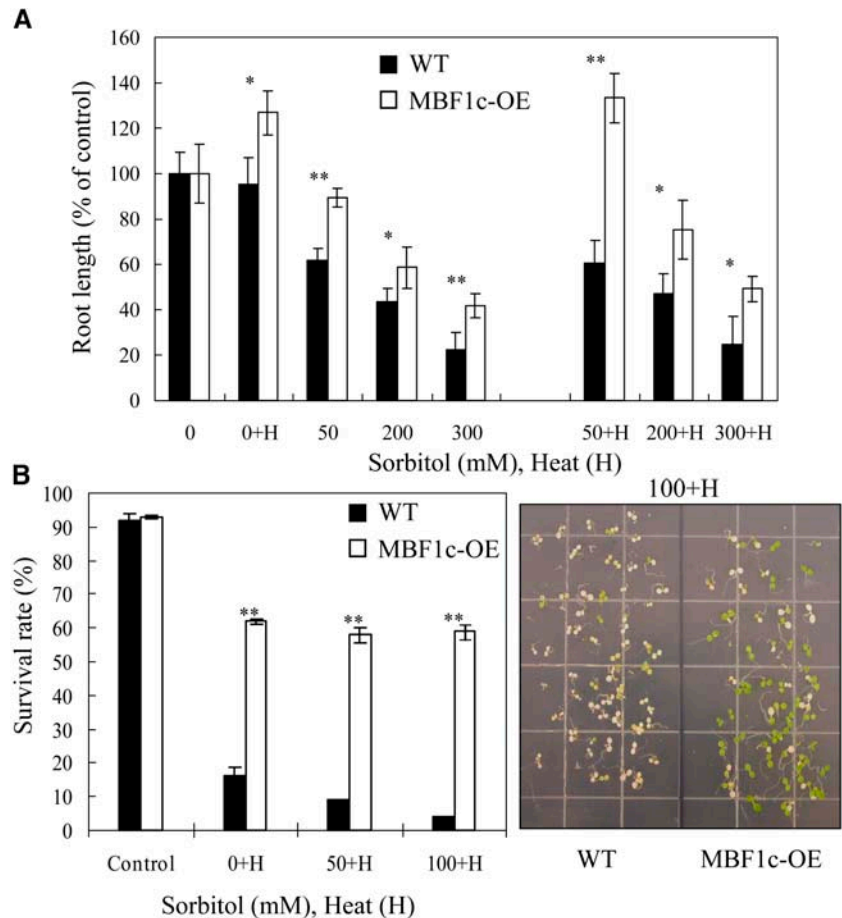 A
160
140
120
100
80
60
40
20
0
Root length (% of control)
WT
MBF1c-OE
*
**
*
**
**
*
*
0 0+H 50 200 300 50+H 200+H 300+H
Sorbitol (mM), Heat (H)
B
100
90
80
70
60
50
40
30
20
10
0
Survival rate (%)
WT
MBF1c-OE
**
**
**
Control 0+H 50+H 100+H
Sorbitol (mM), Heat (H)
100+H
WT MBF1c-OE